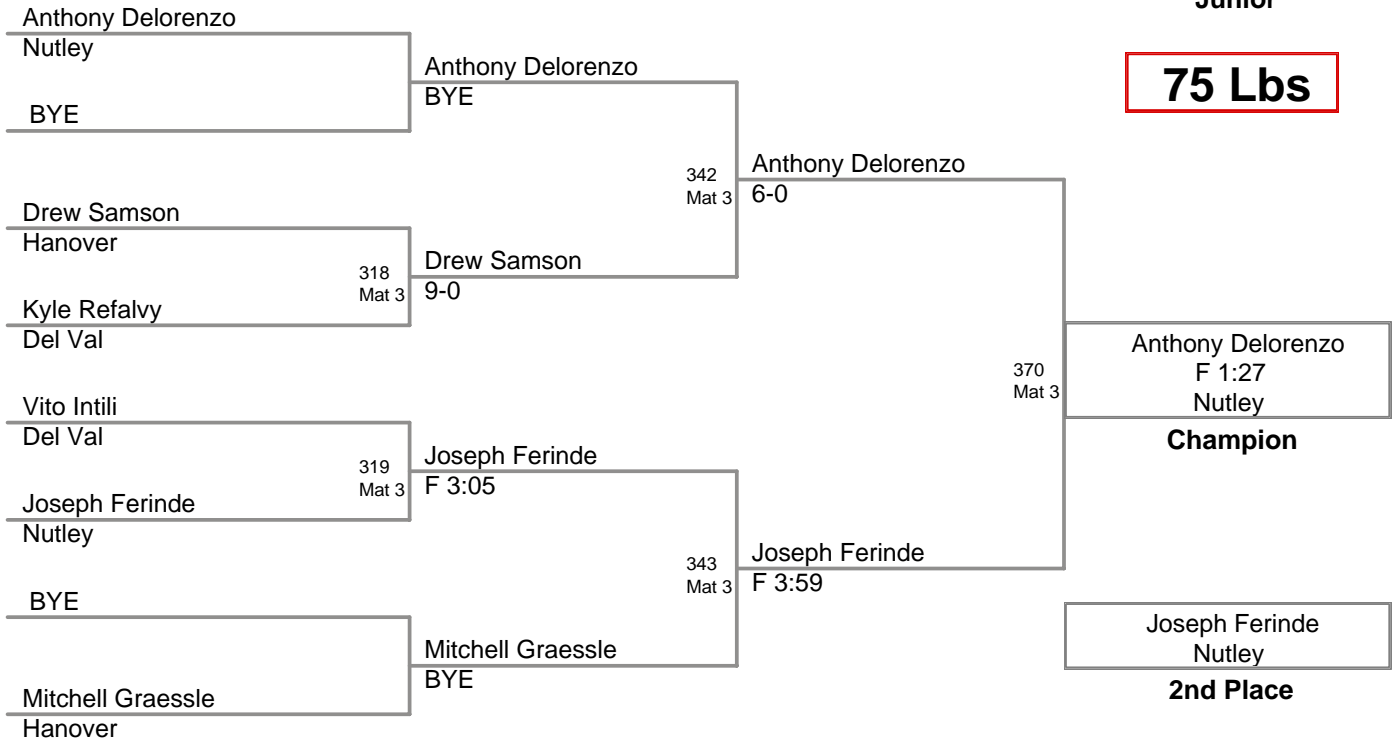 Junior
75 Lbs
Anthony Delorenzo
Nutley
BYE
Drew Samson
Hanover
318
Mat 3
Kyle Refalvy
Del Val
Vito Intili
Del Val
319
Mat 3
Joseph Ferinde
Nutley
BYE
Mitchell Graessle
Hanover
Anthony Delorenzo
BYE
342
Mat 3
Drew Samson
9-0
Joseph Ferinde
F 3:05
343
Mat 3
Mitchell Graessle
BYE
Anthony Delorenzo
6-0
370
Mat 3
Joseph Ferinde
F 3:59
Anthony Delorenzo
F 1:27
Nutley
Champion
Joseph Ferinde
Nutley
2nd Place